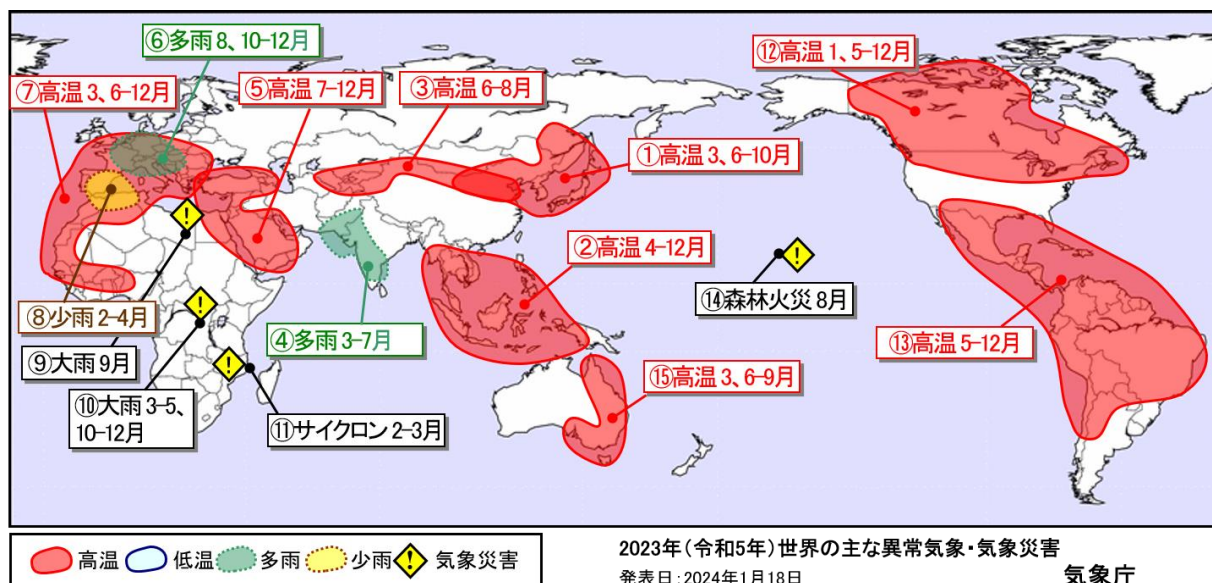 ⑥多雨 8、10-12月
⑫高温 1、5-12月
⑦高温 3、6-12月
⑤高温 7-12月
③高温 6-8月
①高温 3、6-10月
②高温 4-12月
⑭森林火災 8月
⑧少雨 2-4月
④多雨 3-7月
⑬高温 5-12月
⑨大雨 9月
⑮高温 3、6-9月
⑩大雨 3-5、
10-12月
⑪サイクロン 2-3月
高温 低温 多雨 少雨 気象災害
2023年(令和5年)世界の主な異常気象・気象災害
発表日:2024年1月18日
気象庁